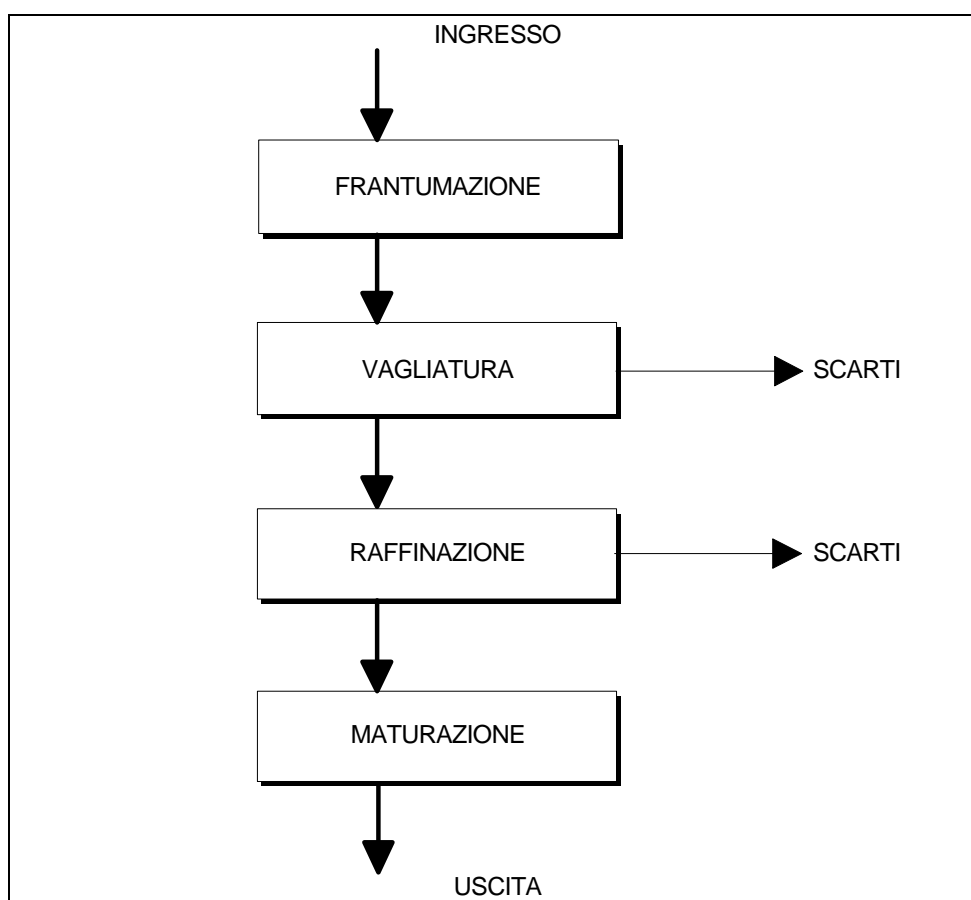 INGRESSO
FRANTUMAZIONE
VAGLIATURA
SCARTI
RAFFINAZIONE
SCARTI
MATURAZIONE
USCITA